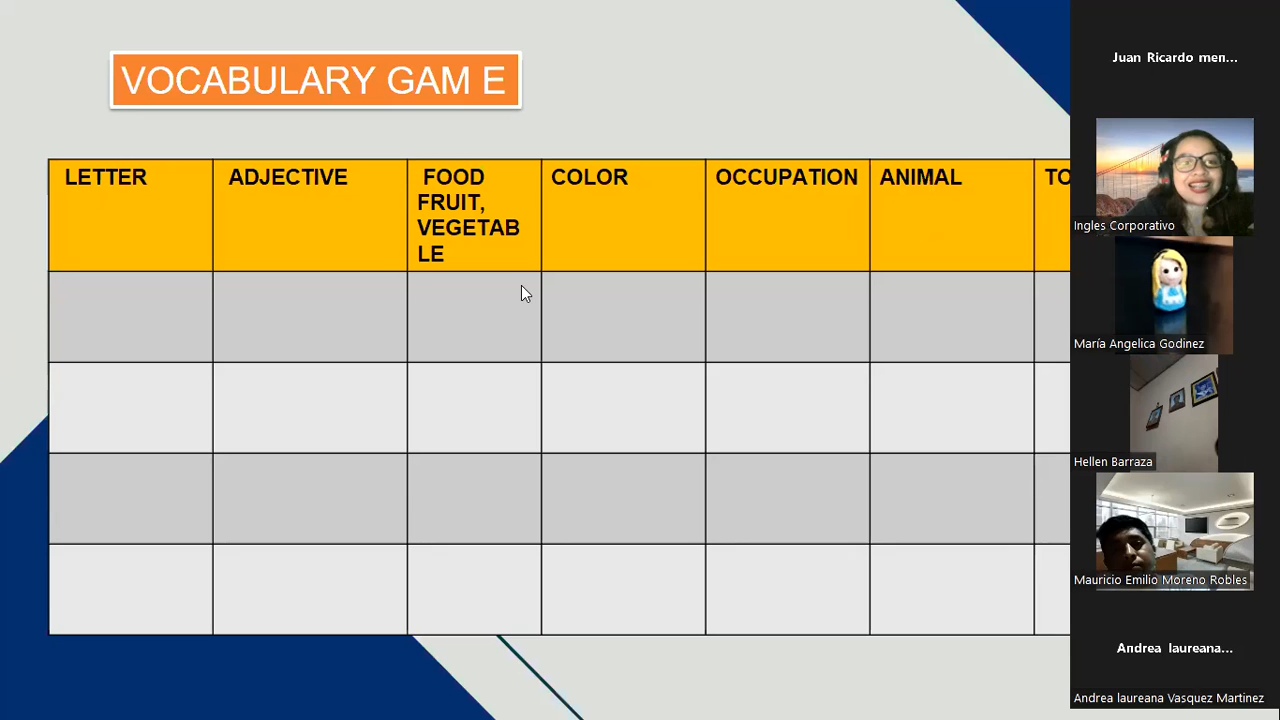 VOCABULARY GAM E
LETTER
ADJECTIVE
FOOD
FRUIT,
VEGETAB
LE
COLOR
OCCUPATION
ANIMAL
TO
Juan Ricardo men...
Ingles Corporativo
María Angelica Godinez
Hellen Barraza
Mauricio Emilio Moreno Robles
Andrea laureana...
Andrea laureana Vasquez Martinez